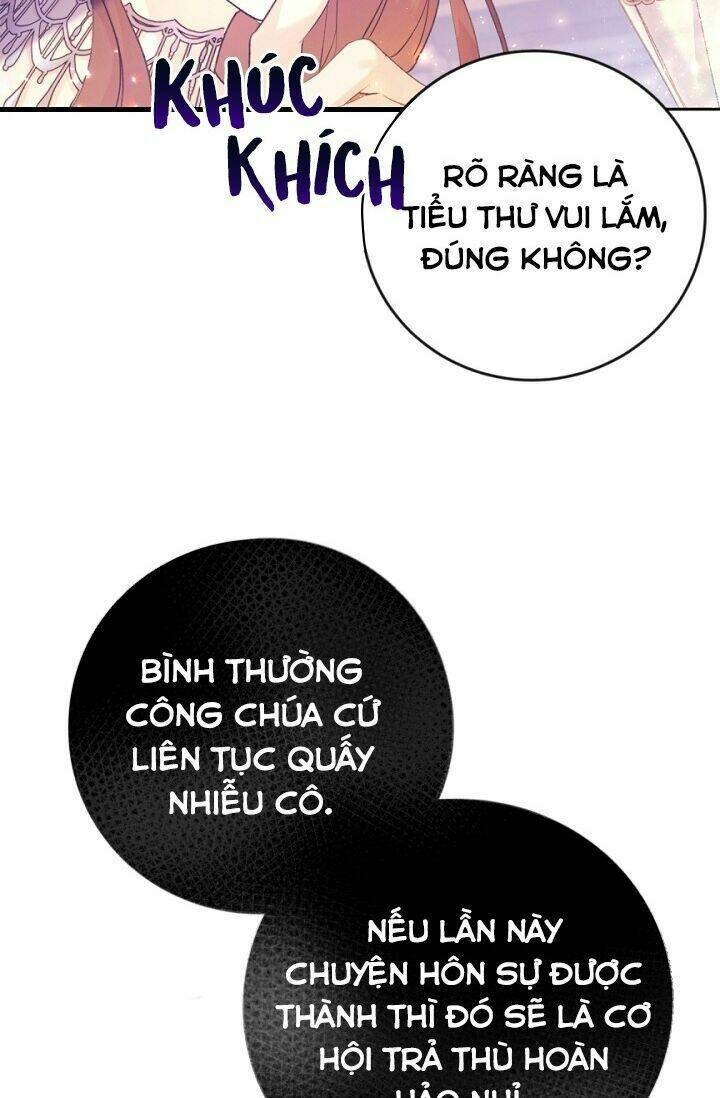 KHÚC
KHÍCH
RÕ RÀNG LÀ
TIỂU THƯ VUI LẮM,
ĐÚNG KHÔNG?
BÌNH THƯỜNG
CÔNG CHÚA CỨ
LIÊN TỤC QUẤY
NHIỄU CÔ.
NẾU LẦN NÀY
CHUYỆN HÔN SỰ ĐƯỢC
THÀNH THÌ ĐÓ SẼ LÀ CƠ
HỘI TRẢ THÙ HOÀN
HẢO NHỈ